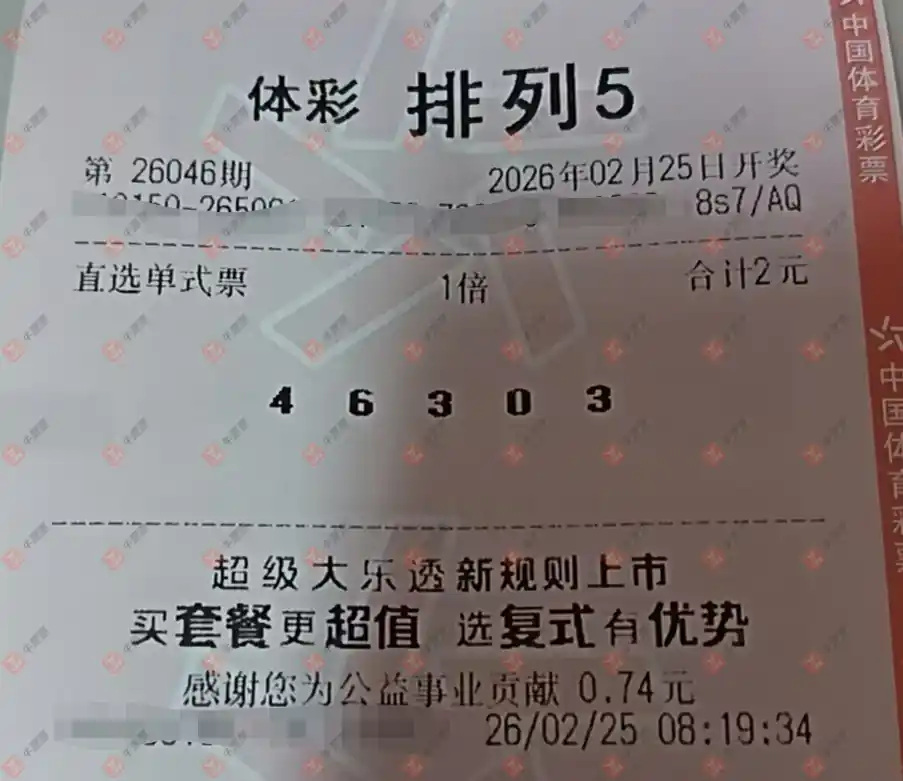 体彩 排列5
第 26046期 2026年02月25日开奖
8s7/AQ
直选单式票 1倍 合计2元
4 6 3 0 3
超级大乐透新规则上市
买套餐更超值 选复式有优势
感谢您为公益事业贡献 0.74元
26/02/25 08:19:34
中国体育彩票
中国体育彩票